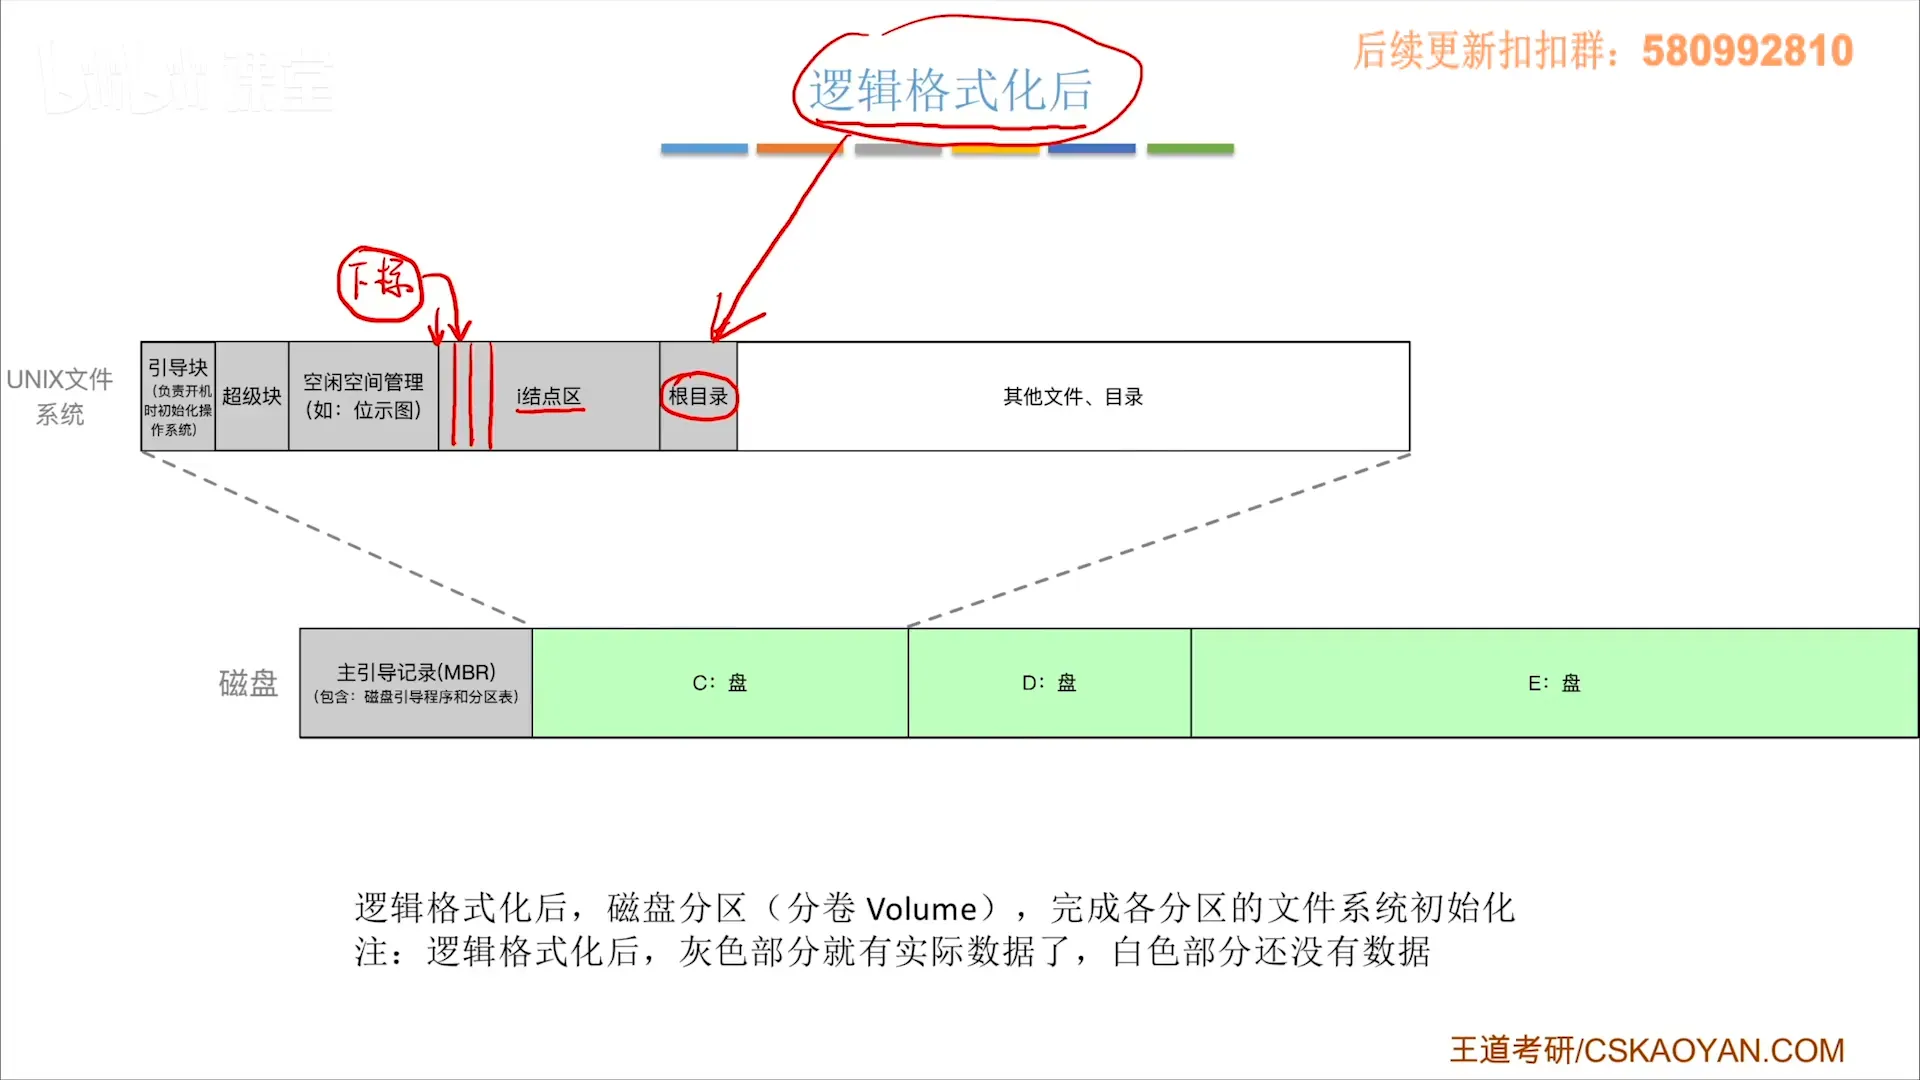 bilibili 课堂
后续更新扣扣群：580992810
逻辑格式化后
下标
UNIX文件
系统
引导块
（负责开机
时初始化操
作系统）
超级块
空闲空间管理
（如：位示图）
i结点区
根目录
其他文件、目录
磁盘
主引导记录(MBR)
（包含：磁盘引导程序和分区表）
C：盘
D：盘
E：盘
逻辑格式化后，磁盘分区（分卷 Volume），完成各分区的文件系统初始化
注：逻辑格式化后，灰色部分就有实际数据了，白色部分还没有数据
王道考研/CSKAOYAN.COM